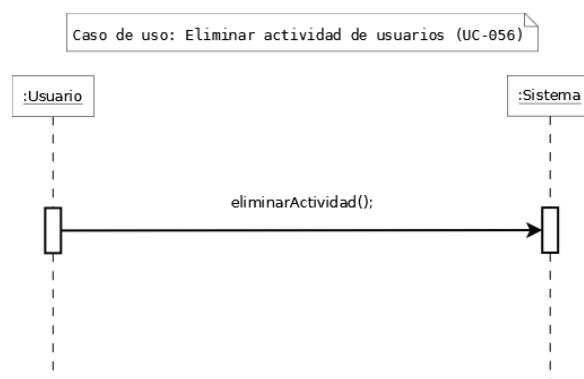 Caso de uso: Eliminar actividad de usuarios (UC-056)
:Usuario
:Sistema
eliminarActividad();